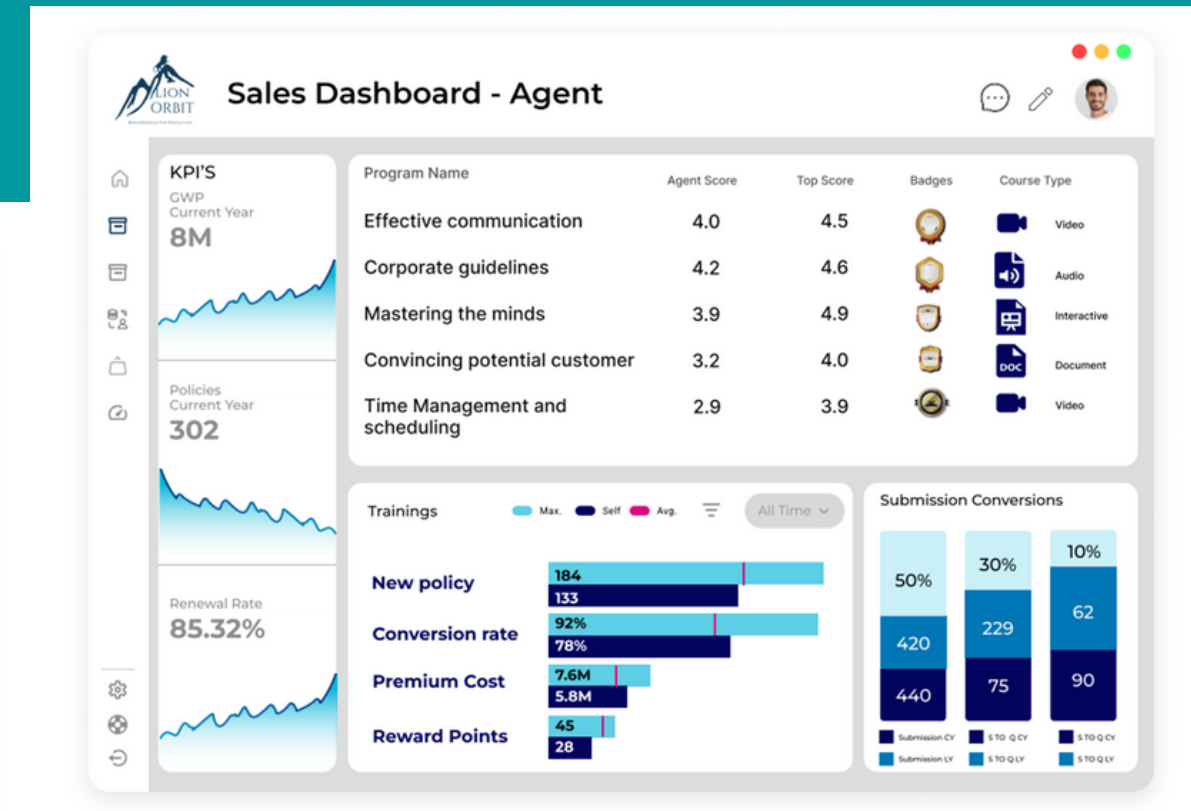 LION
ORBIT
Sales Dashboard - Agent
KPI'S
GWP
Current Year
8M
Policies
Current Year
302
Renewal Rate
85.32%
Program Name Agent Score Top Score Badges Course Type
Effective communication 4.0 4.5 Video
Corporate guidelines 4.2 4.6 Audio
Mastering the minds 3.9 4.9 Interactive
Convincing potential customer 3.2 4.0 DOC Document
Time Management and
scheduling 2.9 3.9 Video
Trainings Max. Self Avg. All Time
New policy 184
133
Conversion rate 92%
78%
Premium Cost 7.6M
5.8M
Reward Points 45
28
Submission Conversions
50% 30% 10%
420 229 62
440 75 90
Submission CY S TO Q CY S TO Q CY
Submission LY S TO Q LY S TO Q LY